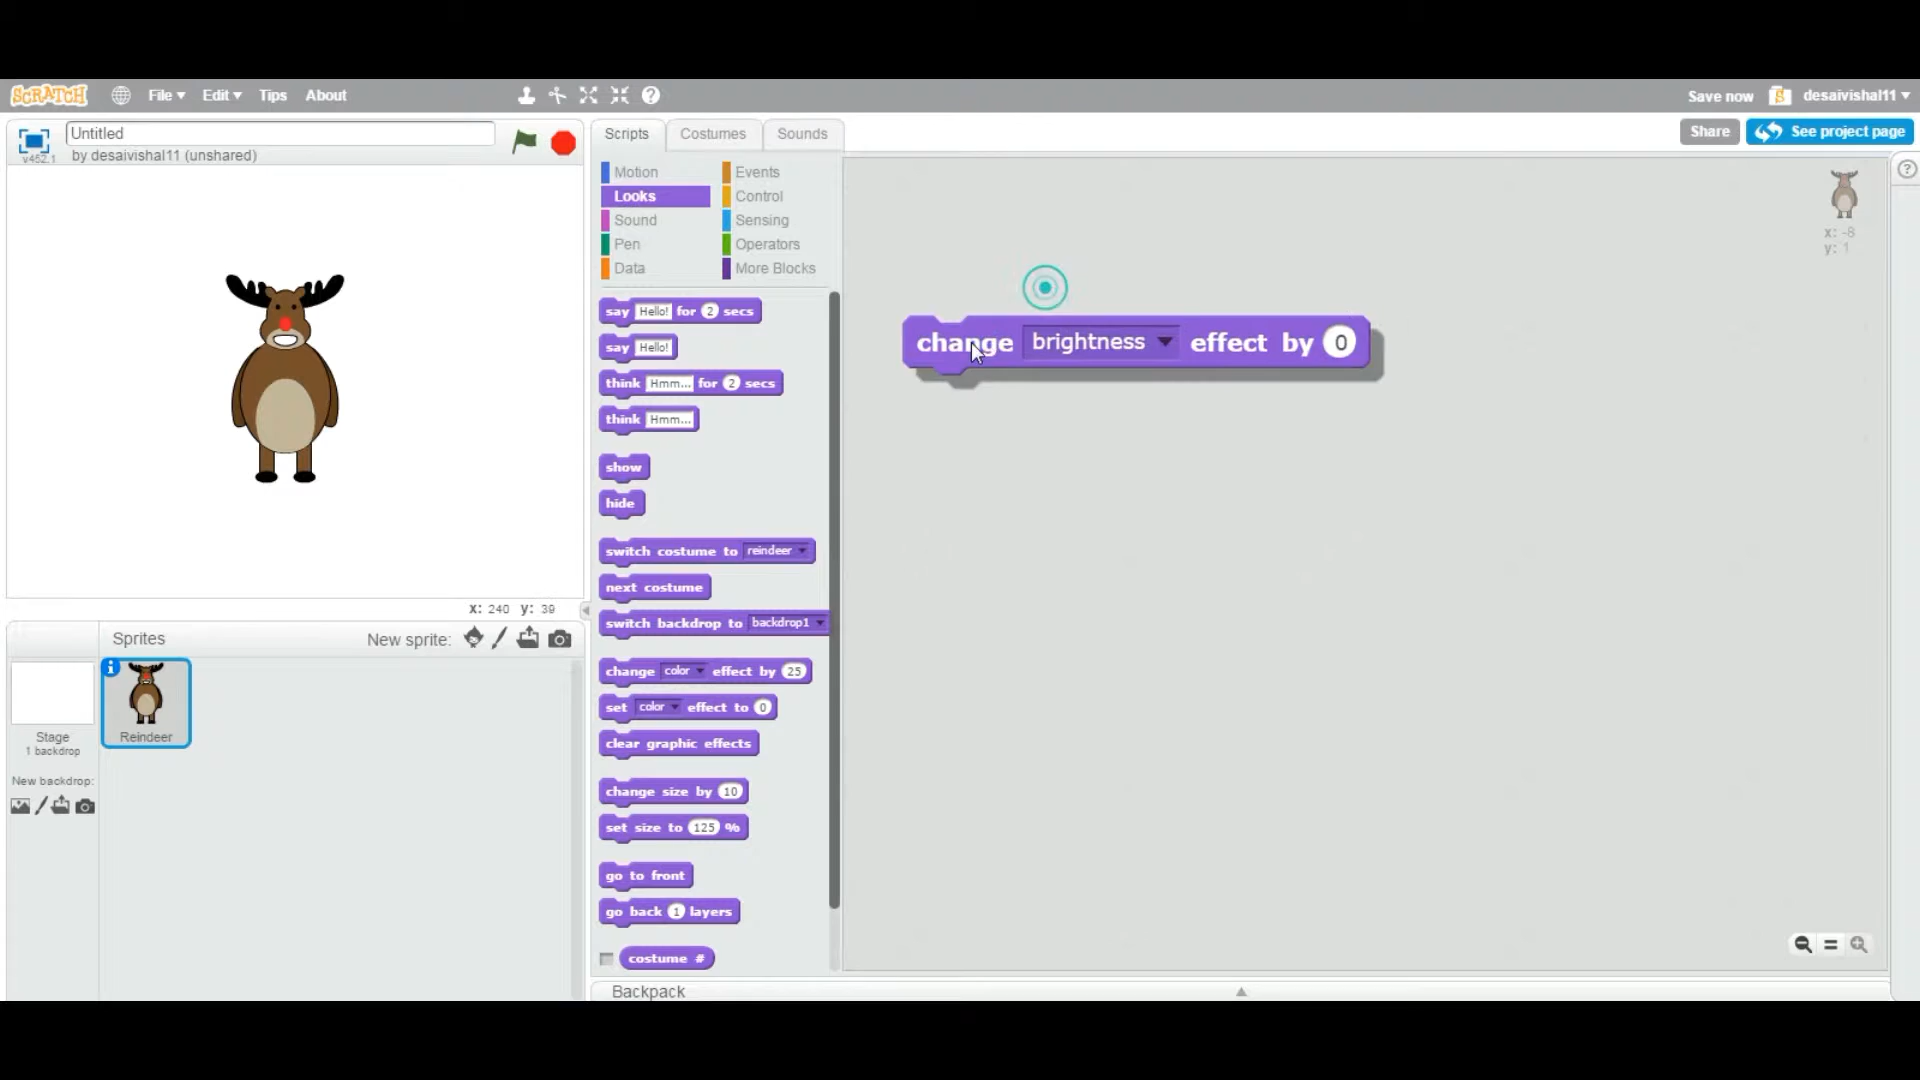 SCRATCH File Edit Tips About Save now desaivishal11
Untitled
v452.1 by desaivishal11 (unshared)
Scripts Costumes Sounds Share See project page
Motion Events
Looks Control
Sound Sensing
Pen Operators
Data More Blocks
x: -8
y: 1
say Hello! for 2 secs
say Hello!
think Hmm... for 2 secs
think Hmm...
show
hide
switch costume to reindeer
next costume
switch backdrop to backdrop1
change color effect by 25
set color effect to 0
clear graphic effects
change size by 10
set size to 125 %
go to front
go back 1 layers
costume #
change brightness effect by 0
x: 240 y: 39
Sprites New sprite:
Stage
1 backdrop
New backdrop:
Reindeer
Backpack